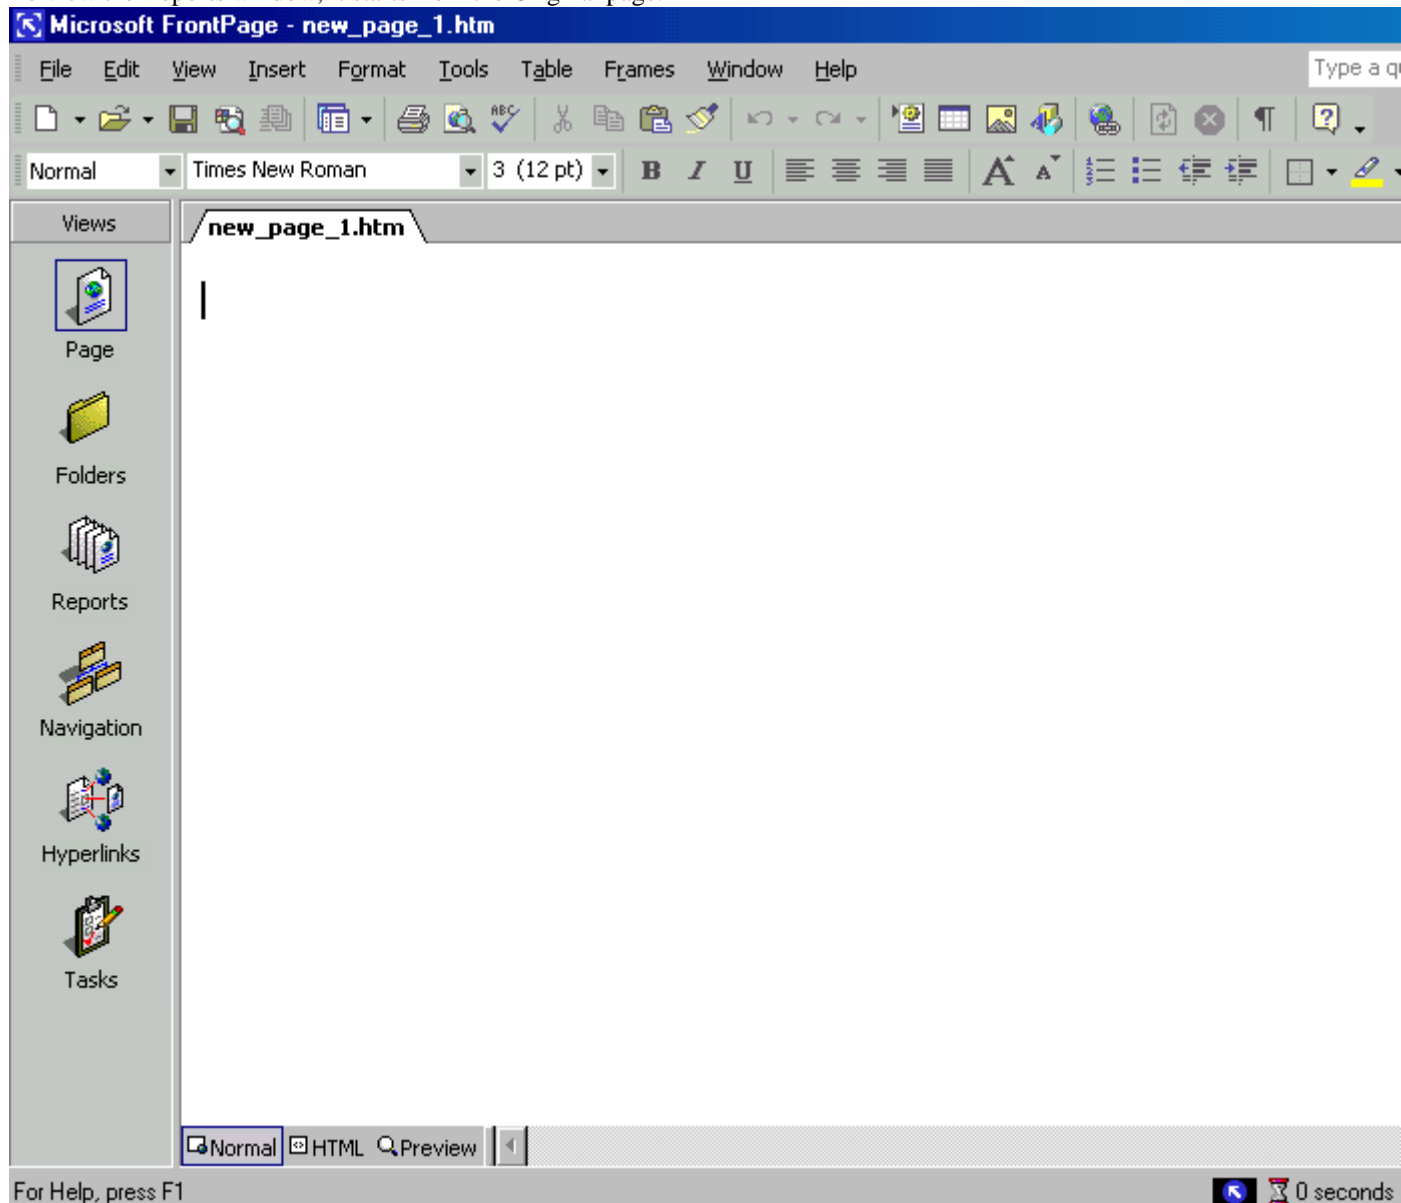 Microsoft FrontPage - new_page_1.htm
File Edit View Insert Format Tools Table Frames Window Help Type a qu
Normal Times New Roman 3 (12 pt) B I U A A
Views new_page_1.htm
Page
Folders
Reports
Navigation
Hyperlinks
Tasks
Normal HTML Preview
For Help, press F1 0 seconds